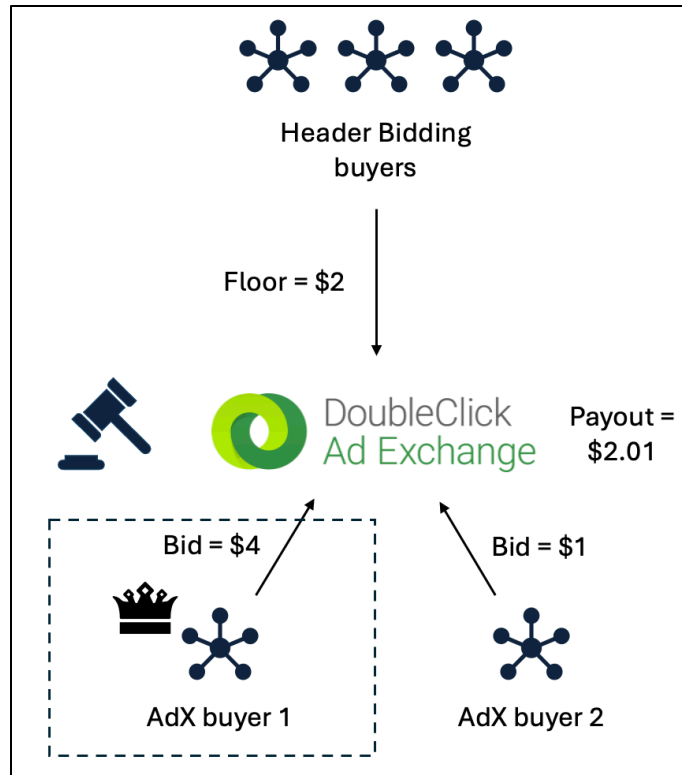 Header Bidding
buyers
Floor = $2
DoubleClick
Ad Exchange
Payout =
$2.01
Bid = $4
Bid = $1
AdX buyer 1
AdX buyer 2